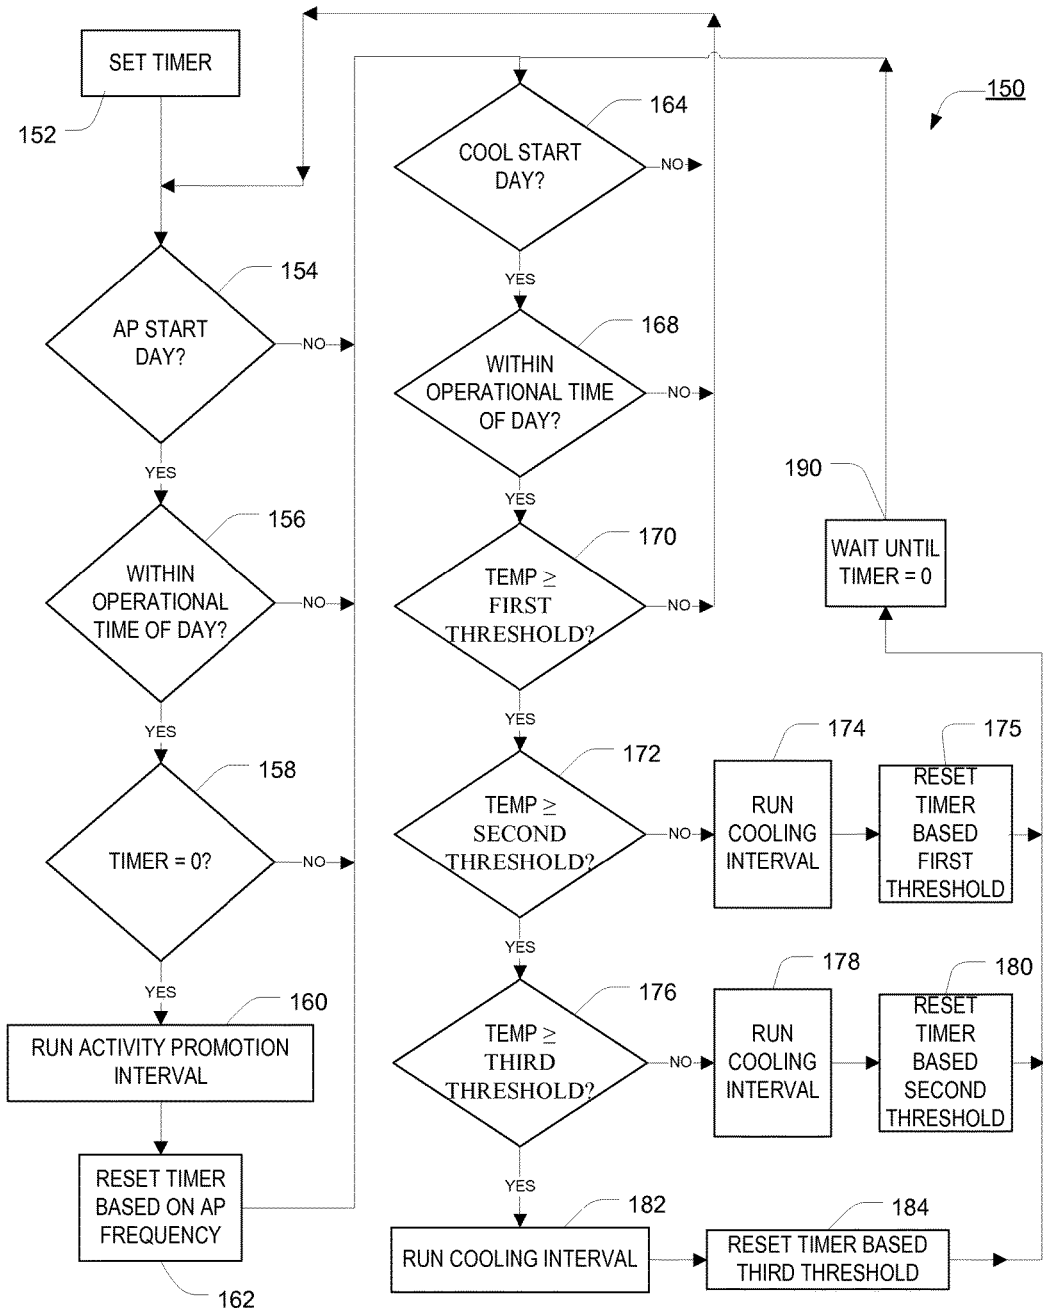 SET TIMER
152
150
164
COOL START
DAY?
NO
YES
154
AP START
DAY?
NO
YES
168
WITHIN
OPERATIONAL TIME
OF DAY?
NO
YES
156
WITHIN
OPERATIONAL
TIME OF DAY?
NO
YES
170
TEMP ≥
FIRST
THRESHOLD?
NO
YES
190
WAIT UNTIL
TIMER = 0
158
TIMER = 0?
NO
YES
172
TEMP ≥
SECOND
THRESHOLD?
NO
YES
174
RUN
COOLING
INTERVAL
175
RESET
TIMER
BASED
FIRST
THRESHOLD
160
RUN ACTIVITY PROMOTION
INTERVAL
176
TEMP ≥
THIRD
THRESHOLD?
NO
YES
178
RUN
COOLING
INTERVAL
180
RESET
TIMER
BASED
SECOND
THRESHOLD
RESET TIMER
BASED ON AP
FREQUENCY
162
182
RUN COOLING INTERVAL
184
RESET TIMER BASED
THIRD THRESHOLD